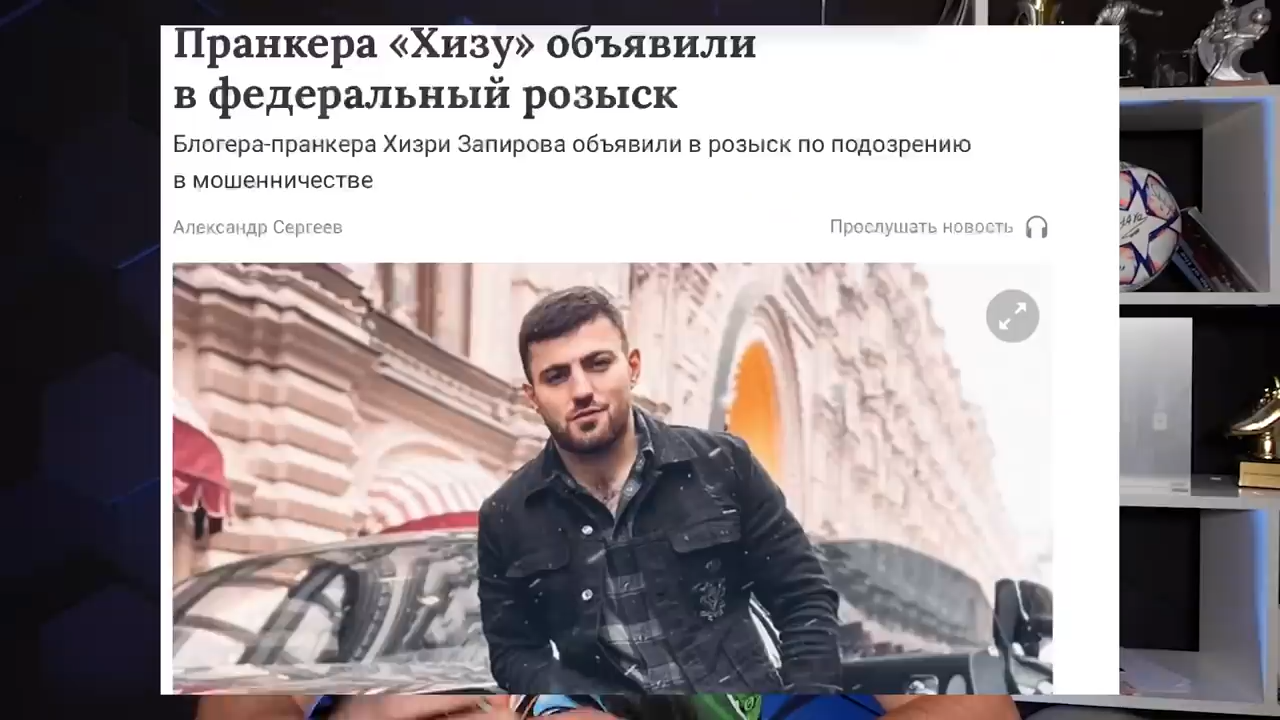 Пранкера «Хизу» объявили
в федеральный розыск
Блогера-пранкера Хизри Запирова объявили в розыск по подозрению
в мошенничестве
Александр Сергеев
Прослушать новость